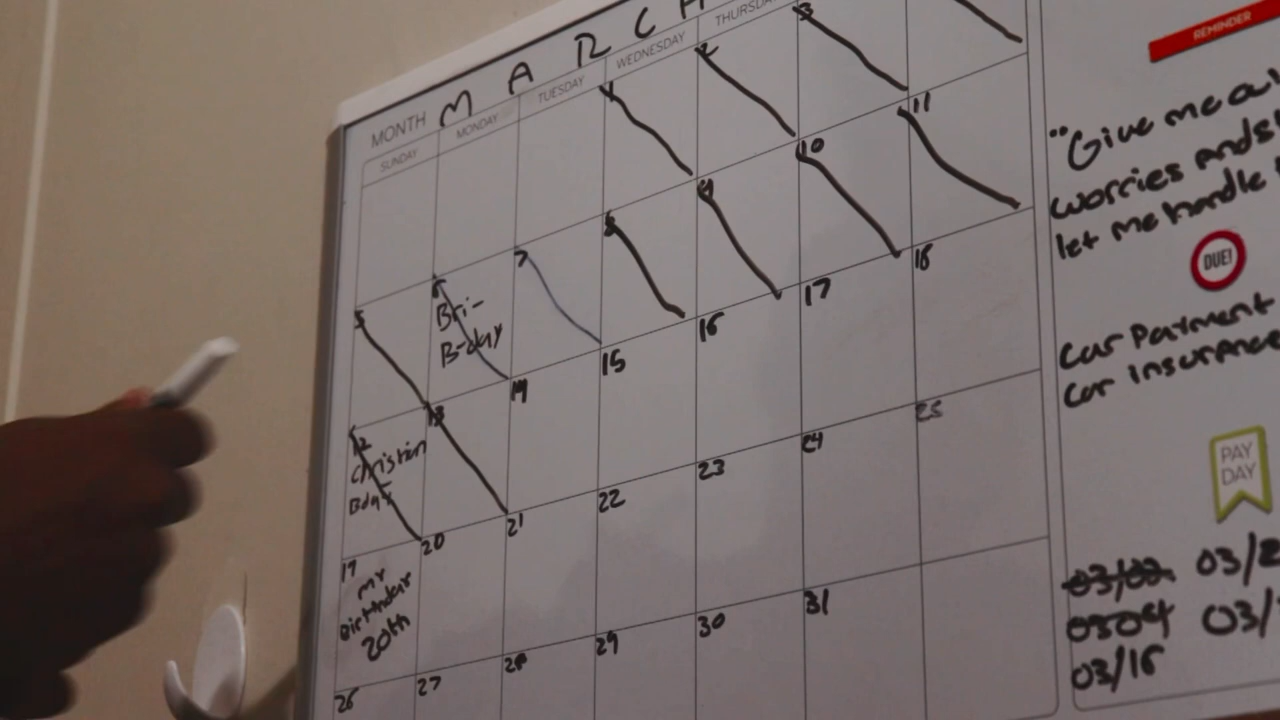 MONTH M A R C H
SUNDAY MONDAY TUESDAY WEDNESDAY THURSDAY
1 2 3
5 6 7 8 9 10 11
Bri-
B-day
12 13 14 15 16 17 18
Christian
Bday
19 20 21 22 23 24 25
my
Birthday
20th
26 27 28 29 30 31
REMINDER
"Give me
worries
let me handle
DUE!
Car Payment
Car insurance
PAY
DAY
03/02 03/2
0304 03/
03/16